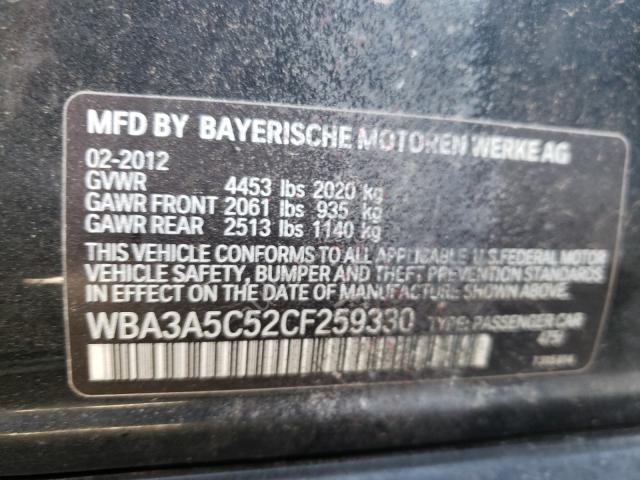 MFD BY BAYERISCHE MOTOREN WERKE AG
02-2012
GVWR 4453 lbs 2020 kg
GAWR FRONT 2061 lbs 935 kg
GAWR REAR 2513 lbs 1140 kg
THIS VEHICLE CONFORMS TO ALL APPLICABLE U.S. FEDERAL MOTOR
VEHICLE SAFETY, BUMPER AND THEFT PREVENTION STANDARDS
IN EFFECT ON THE DATE OF MANUFACTURE SHOWN ABOVE.
WBA3A5C52CF259330 TYPE: PASSENGER CAR
475